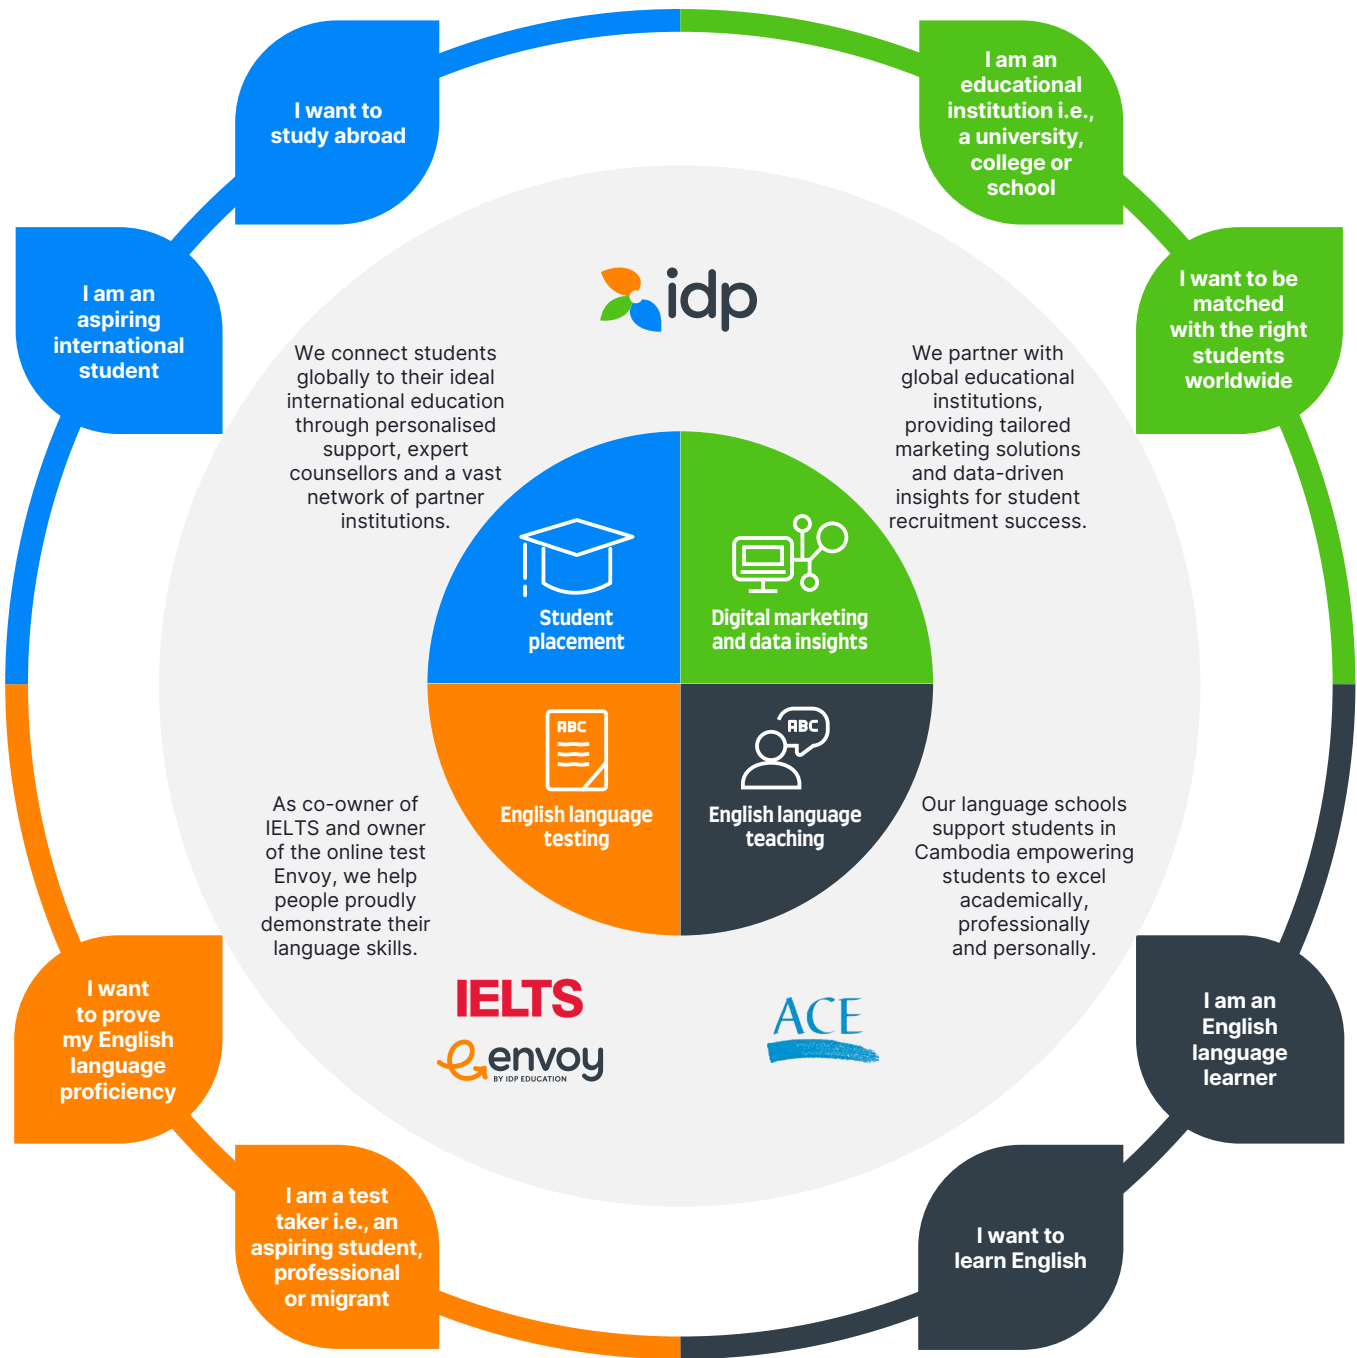 I want to
study abroad
I am an
educational
institution i.e.,
a university,
college or
school
I am an
aspiring
international
student
I want to be
matched
with the right
students
worldwide
idp
We connect students
globally to their ideal
international education
through personalised
support, expert
counsellors and a vast
network of partner
institutions.
We partner with
global educational
institutions,
providing tailored
marketing solutions
and data-driven
insights for student
recruitment success.
Student
placement
Digital marketing
and data insights
ABC
English language
testing
ABC
English language
teaching
As co-owner of
IELTS and owner
of the online test
Envoy, we help
people proudly
demonstrate their
language skills.
Our language schools
support students in
Cambodia empowering
students to excel
academically,
professionally
and personally.
IELTS
envoy
BY IDP EDUCATION
ACE
I want
to prove
my English
language
proficiency
I am an
English
language
learner
I am a test
taker i.e., an
aspiring student,
professional
or migrant
I want to
learn English